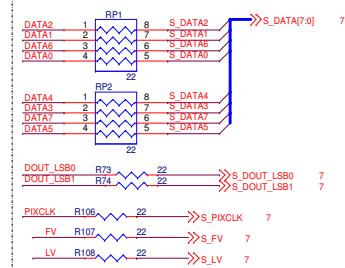 RP1
DATA2 1 8 S_DATA2 S_DATA[7:0] 7
DATA1 2 7 S_DATA1
DATA6 3 6 S_DATA6
DATA0 4 5 S_DATA0
22
RP2
DATA4 1 8 S_DATA4
DATA3 2 7 S_DATA3
DATA7 3 6 S_DATA7
DATA5 4 5 S_DATA5
22
DOUT_LSB0 R73 22 S_DOUT_LSB0 7
DOUT_LSB1 R74 22 S_DOUT_LSB1 7
PIXCLK R106 22 S_PIXCLK 7
FV R107 22 S_FV 7
LV R108 22 S_LV 7